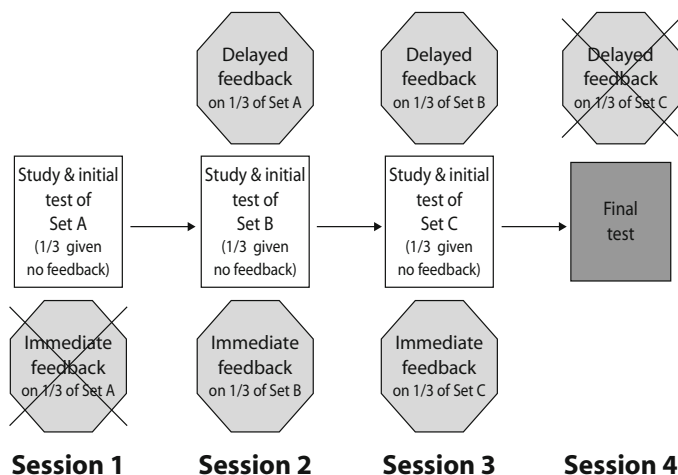 Delayed
feedback
on 1/3 of Set A
Delayed
feedback
on 1/3 of Set B
Delayed
feedback
on 1/3 of Set C
Study & initial
test of
Set A
(1/3 given
no feedback)
Study & initial
test of
Set B
(1/3 given
no feedback)
Study & initial
test of
Set C
(1/3 given
no feedback)
Final
test
Immediate
feedback
on 1/3 of Set A
Immediate
feedback
on 1/3 of Set B
Immediate
feedback
on 1/3 of Set C
Session 1
Session 2
Session 3
Session 4